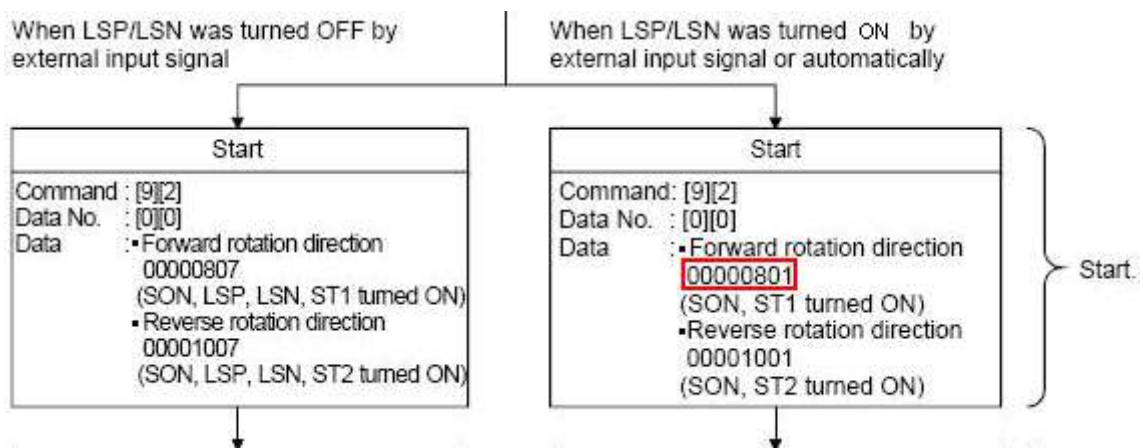 When LSP/LSN was turned OFF by
external input signal
When LSP/LSN was turned ON by
external input signal or automatically
Start
Command : [9][2]
Data No. : [0][0]
Data :▪Forward rotation direction
00000807
(SON, LSP, LSN, ST1 turned ON)
▪Reverse rotation direction
00001007
(SON, LSP, LSN, ST2 turned ON)
Start
Command: [9][2]
Data No. : [0][0]
Data :▪Forward rotation direction
00000801
(SON, ST1 turned ON)
▪Reverse rotation direction
00001001
(SON, ST2 turned ON)
Start.